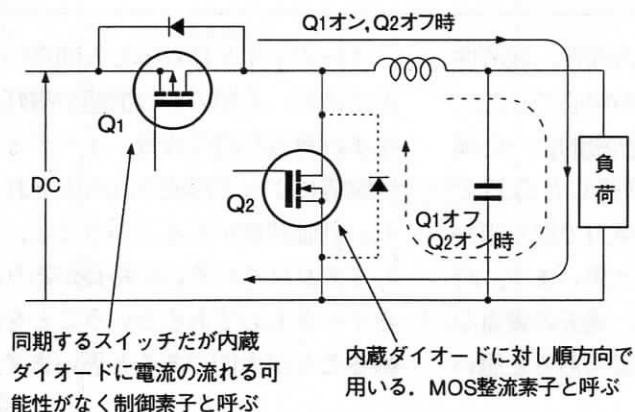 Q1オン,Q2オフ時
Q1
DC
Q2
負
荷
Q1オフ
Q2オン時
同期するスイッチだが内蔵
ダイオードに電流の流れる可
能性がなく制御素子と呼ぶ
内蔵ダイオードに対し順方向で
用いる．MOS整流素子と呼ぶ